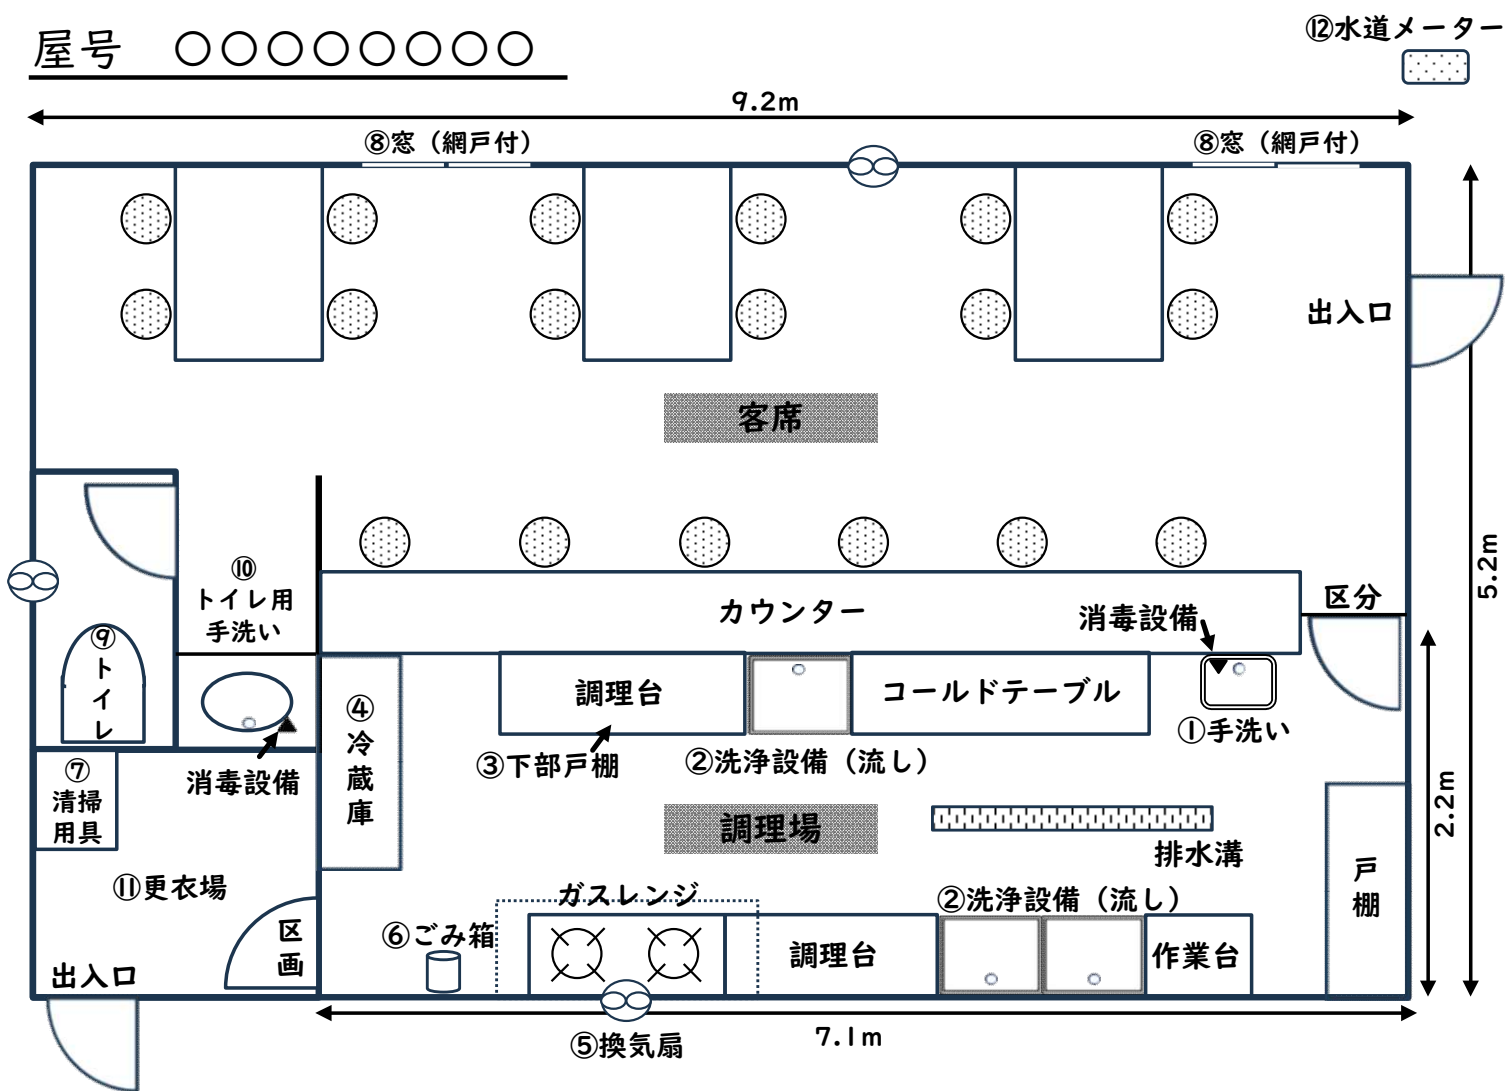 屋号 〇〇〇〇〇〇〇〇
⑫水道メーター
9.2m
⑧窓（網戸付）
⑧窓（網戸付）
出入口
客席
5.2m
⑩
トイレ用
手洗い
カウンター
区分
消毒設備
⑨トイレ
調理台
コールドテーブル
①手洗い
④冷蔵庫
③下部戸棚
②洗浄設備（流し）
消毒設備
⑦
清掃
用具
2.2m
調理場
排水溝
戸棚
⑪更衣場
ガスレンジ
②洗浄設備（流し）
⑥ごみ箱
区画
調理台
作業台
出入口
⑤換気扇
7.1m